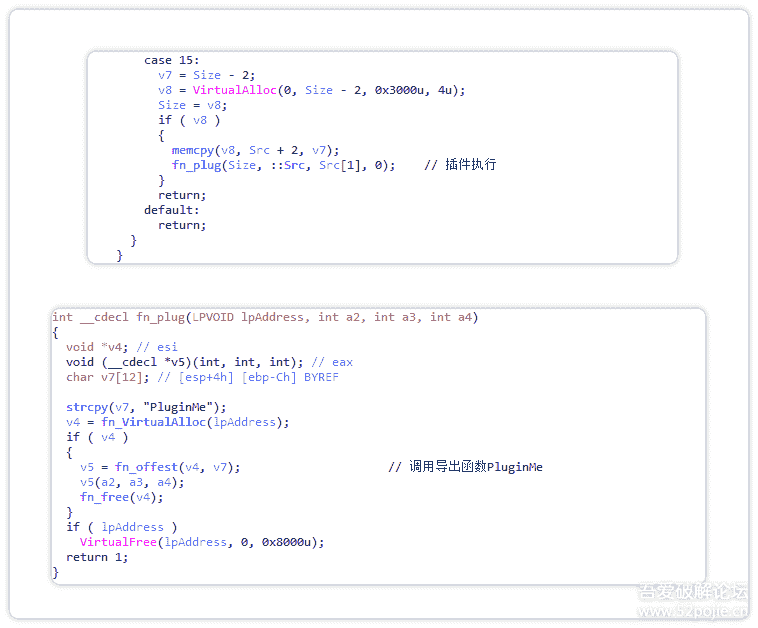 case 15:
v7 = Size - 2;
v8 = VirtualAlloc(0, Size - 2, 0x3000u, 4u);
Size = v8;
if ( v8 )
{
memcpy(v8, Src + 2, v7);
fn_plug(Size, ::Src, Src[1], 0);    // 插件执行
}
return;
default:
return;
}
}
int __cdecl fn_plug(LPVOID lpAddress, int a2, int a3, int a4)
{
void *v4; // esi
void (__cdecl *v5)(int, int, int); // eax
char v7[12]; // [esp+4h] [ebp-Ch] BYREF
strcpy(v7, "PluginMe");
v4 = fn_VirtualAlloc(lpAddress);
if ( v4 )
{
v5 = fn_offest(v4, v7);    // 调用导出函数PluginMe
v5(a2, a3, a4);
fn_free(v4);
}
if ( lpAddress )
VirtualFree(lpAddress, 0, 0x8000u);
return 1;
}
吾爱破解论坛
www.52pojie.cn